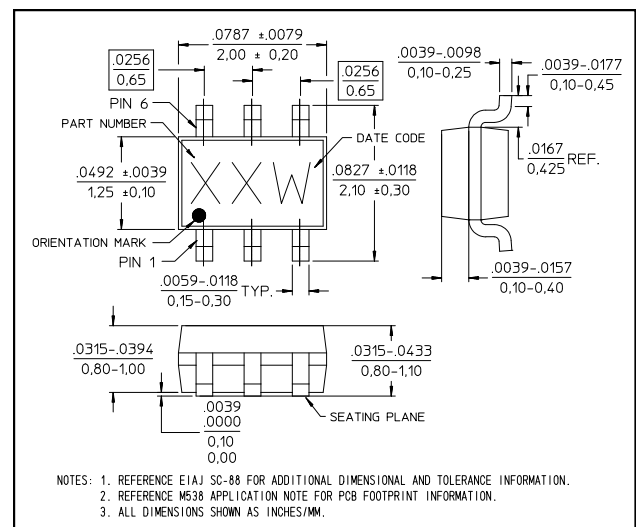 .0787 ±.0079
2,00 ± 0,20
.0256
0,65
.0256
0,65
.0039-.0098
0,10-0,25
.0039-.0177
0,10-0,45
PIN 6
PART NUMBER
DATE CODE
.0492 ±.0039
1,25 ±0,10
XXW
.0827 ±.0118
2,10 ±0,30
.0167
0,425 REF.
ORIENTATION MARK
PIN 1
.0059-.0118
0,15-0,30 TYP.
.0039-.0157
0,10-0,40
.0315-.0394
0,80-1,00
.0315-.0433
0,80-1,10
.0039
.0000
0,10
0,00
SEATING PLANE
NOTES: 1. REFERENCE EIAJ SC-88 FOR ADDITIONAL DIMENSIONAL AND TOLERANCE INFORMATION.
2. REFERENCE M538 APPLICATION NOTE FOR PCB FOOTPRINT INFORMATION.
3. ALL DIMENSIONS SHOWN AS INCHES/MM.